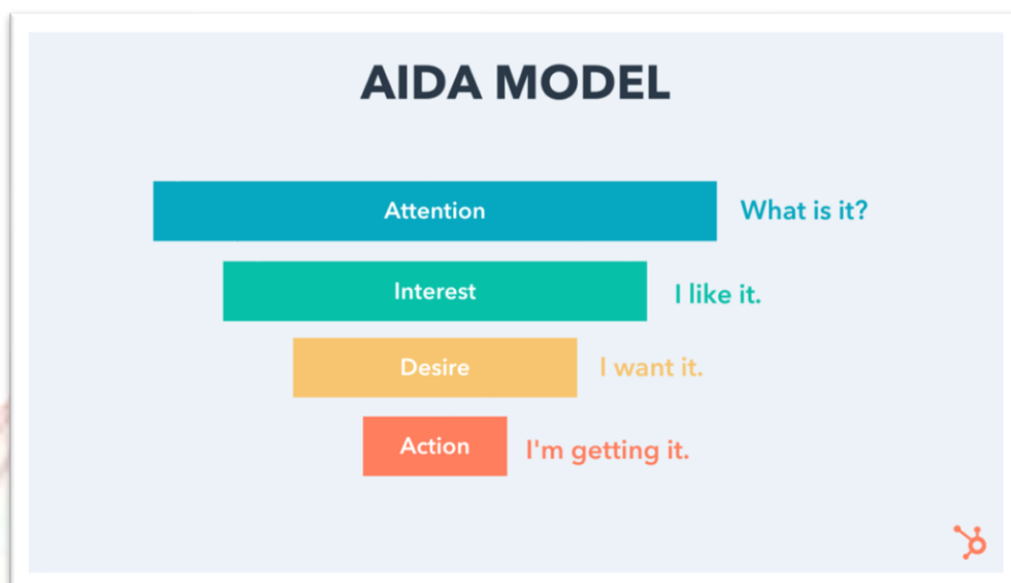 AIDA MODEL
Attention
What is it?
Interest
I like it.
Desire
I want it.
Action
I'm getting it.